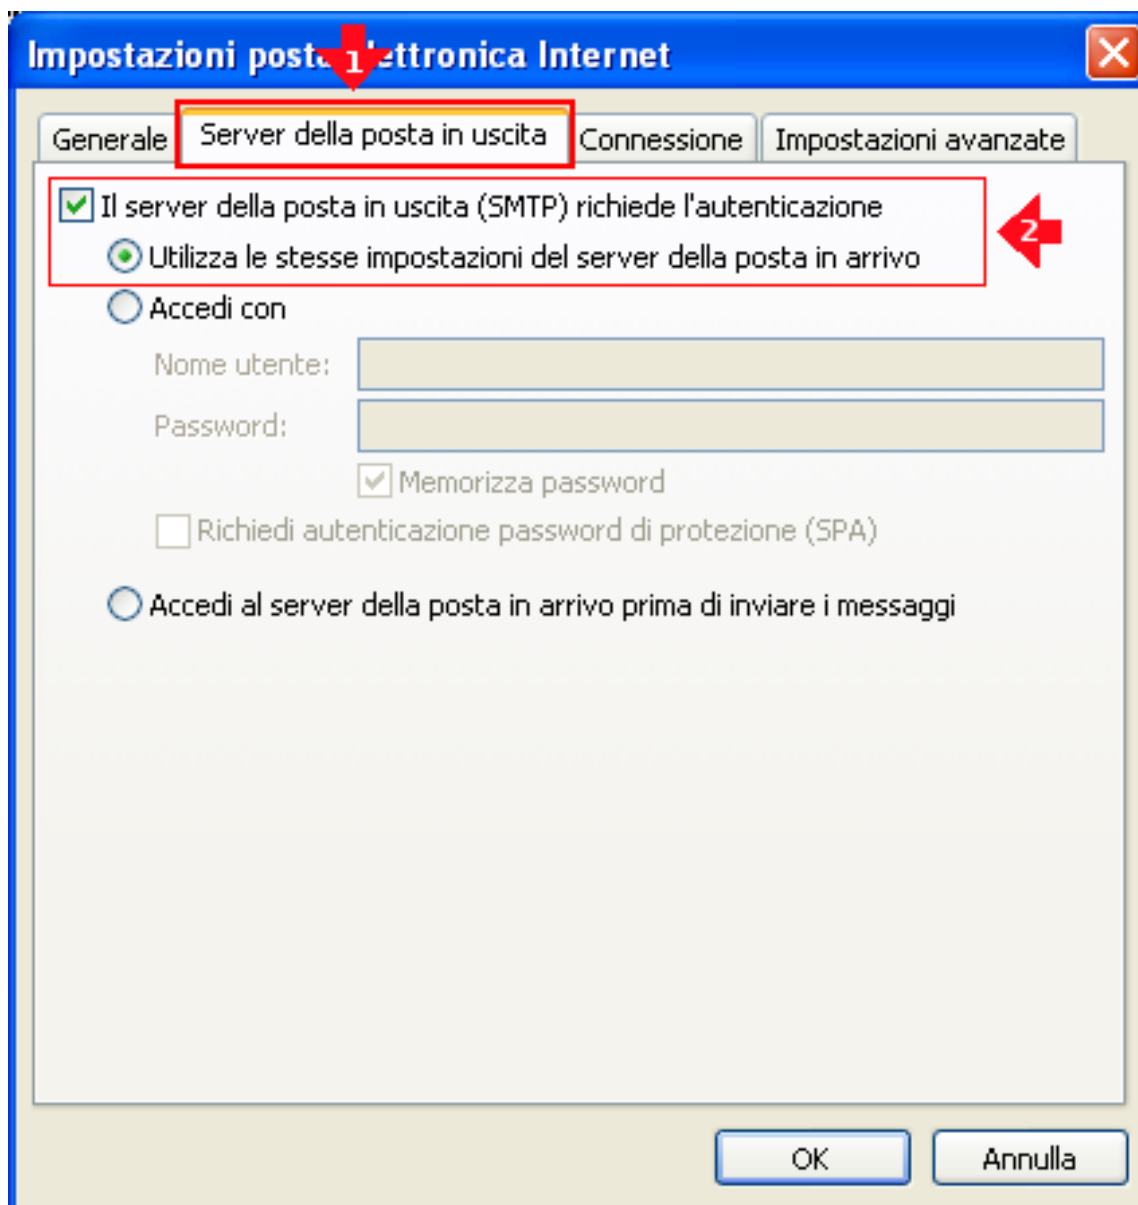 Impostazioni posta elettronica Internet
1
Generale Server della posta in uscita Connessione Impostazioni avanzate
Il server della posta in uscita (SMTP) richiede l'autenticazione
2
Utilizza le stesse impostazioni del server della posta in arrivo
Accedi con
Nome utente:
Password:
Memorizza password
Richiedi autenticazione password di protezione (SPA)
Accedi al server della posta in arrivo prima di inviare i messaggi
OK Annulla